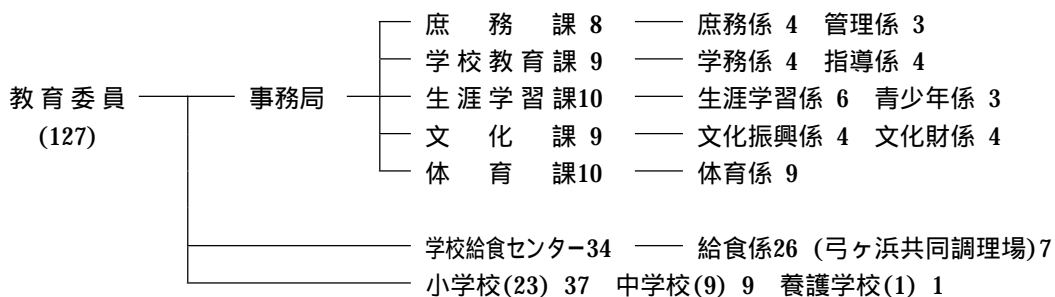 庶務課 8 庶務係 4 管理係 3
学校教育課 9 学務係 4 指導係 4
教育委員 事務局 生涯学習課10 生涯学習係 6 青少年係 3
(127) 文化課 9 文化振興係 4 文化財係 4
体育課10 体育係 9
学校給食センター34 給食係26 (弓ヶ浜共同調理場)7
小学校(23) 37 中学校(9) 9 養護学校(1) 1